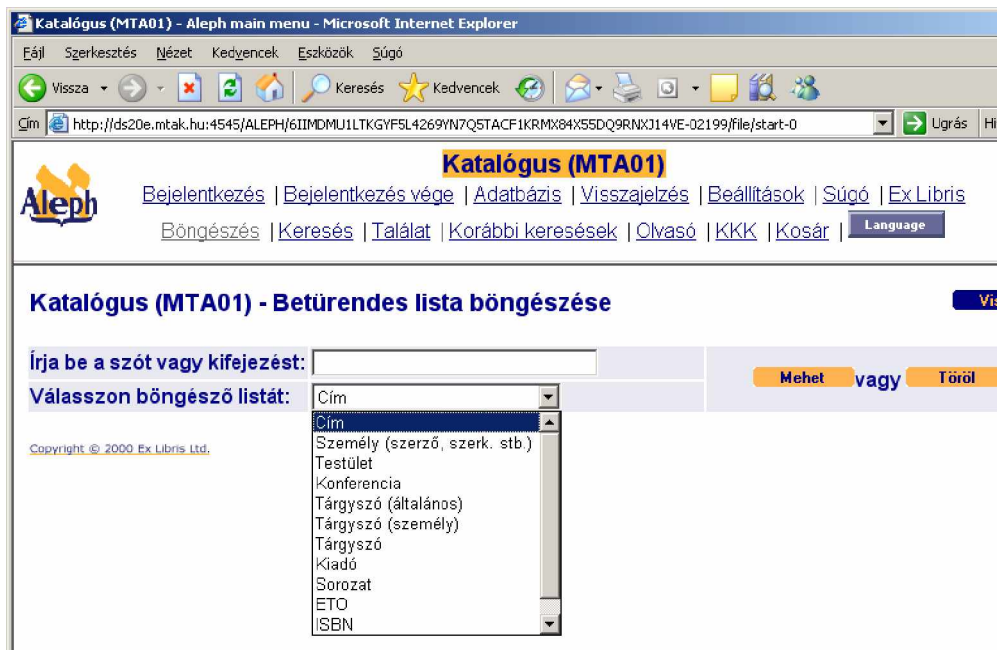 Katalógus (MTA01) - Aleph main menu - Microsoft Internet Explorer
Fájl Szerkesztés Nézet Kedvencek Eszközök Súgó
Vissza Keresés Kedvencek
Cím http://ds20e.mtak.hu:4545/ALEPH/6IIMDMU1LTKGYF5L4269YN7Q5TACF1KRMX84X55DQ9RNXJ14VE-02199/file/start-0 Ugrás
Katalógus (MTA01)
Aleph
Bejelentkezés | Bejelentkezés vége | Adatbázis | Visszajelzés | Beállítások | Súgó | Ex Libris
Böngészés | Keresés | Találat | Korábbi keresések | Olvasó | KKK | Kosár | Language
Katalógus (MTA01) - Betürendes lista böngészése
Írja be a szót vagy kifejezést:
Mehet vagy Töröl
Válasszon böngésző listát: Cím
Cím
Személy (szerző, szerk. stb.)
Testület
Konferencia
Tárgyszó (általános)
Tárgyszó (személy)
Tárgyszó
Kiadó
Sorozat
ETO
ISBN
Copyright © 2000 Ex Libris Ltd.